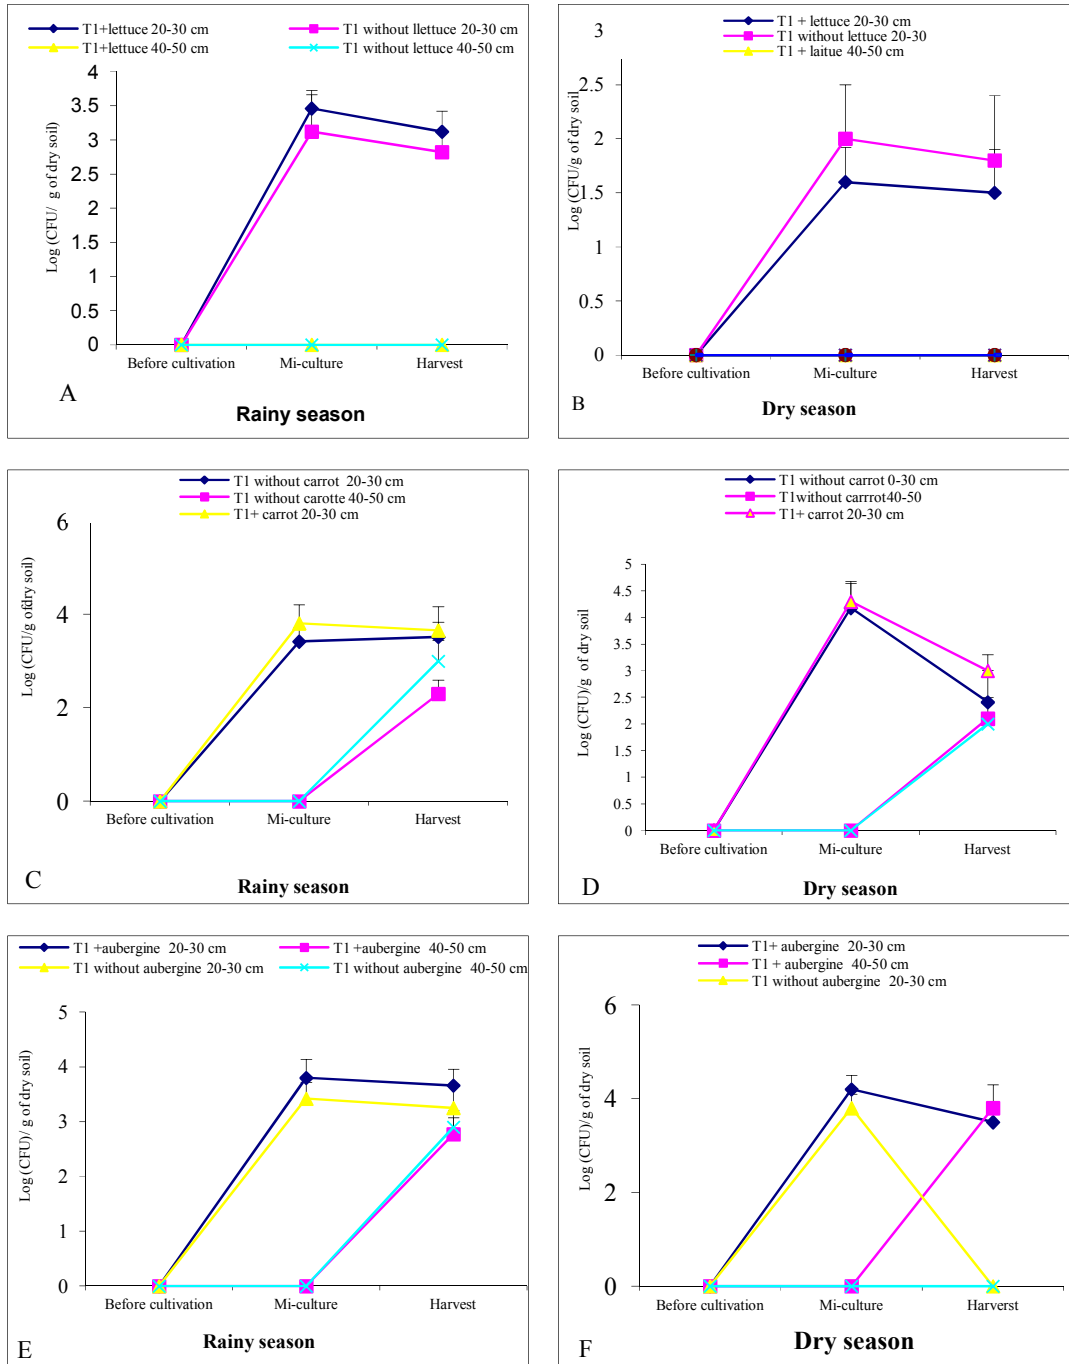 T1+lettuce 20-30 cm
T1 without llettuce 20-30 cm
T1+lettuce 40-50 cm
T1 without lettuce 40-50 cm
Log (CFU/ g of dry soil)
4
3.5
3
2.5
2
1.5
1
0.5
0
Before cultivation
Mi-culture
Harvest
A
Rainy season
T1 + lettuce 20-30 cm
T1 without lettuce 20-30
T1 + laitue 40-50 cm
Log (CFU/g of dry soil
3
2.5
2
1.5
1
0.5
0
Before cultivation
Mi-culture
Harvest
B
Dry season
T1 without carrot 20-30 cm
T1 without carotte 40-50 cm
T1+ carrot 20-30 cm
Log (CFU/g ofdry soil)
6
4
2
0
Before cultivation
Mi-culture
Harvest
C
Rainy season
T1 without carrot 0-30 cm
T1without carrrot40-50
T1+ carrot 20-30 cm
Log (CFU)/g of dry soil
5
4.5
4
3.5
3
2.5
2
1.5
1
0.5
0
Before cultivation
Mi-culture
Harvest
D
Dry season
T1 +aubergine 20-30 cm
T1 +aubergine 40-50 cm
T1 without aubergine 20-30 cm
T1 without aubergine 40-50 cm
Log (CFU)/ g of dry soil)
5
4
3
2
1
0
Before cultivation
Mi-culture
Harvest
E
Rainy season
T1+ aubergine 20-30 cm
T1 + aubergine 40-50 cm
T1 without aubergine 20-30 cm
Log (CFU)/g of dry soil
6
4
2
0
Before cultivation
Mi-culture
Harverst
F
Dry season